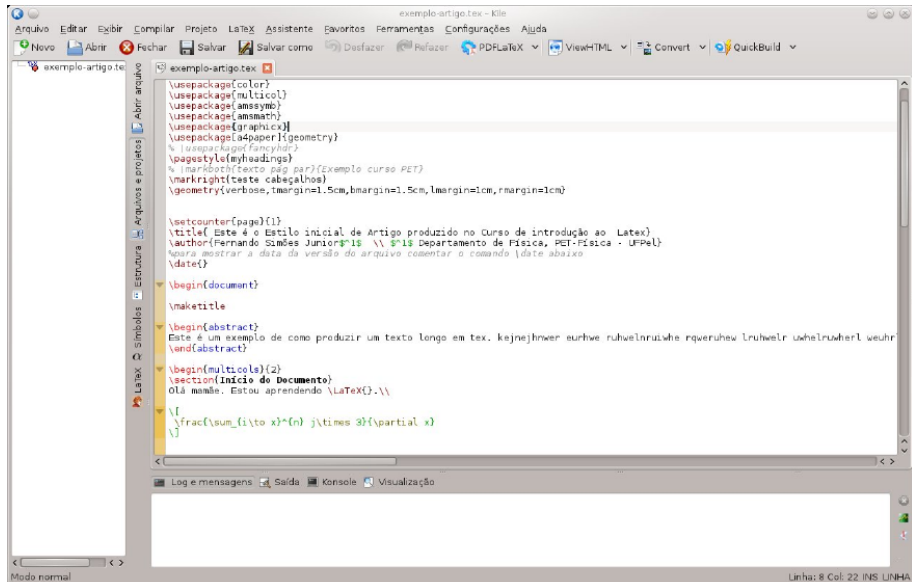 exemplo-artigo.tex – Kile
Arquivo Editar Exibir Compilar Projeto LaTeX Assistente Favoritos Ferramentas Configurações Ajuda
Novo Abrir Fechar Salvar Salvar como Desfazer Refazer PDFLaTeX ViewHTML Convert QuickBuild
exemplo-artigo.te
Abrir arquivo
Arquivos e projetos
Estrutura
Símbolos
LaTeX
exemplo-artigo.tex
\usepackage{color}
\usepackage{multicol}
\usepackage{amssymb}
\usepackage{amsmath}
\usepackage{graphicx}
\usepackage[a4paper]{geometry}
% |usepackage{fancyhdr}
\pagestyle{myheadings}
% |markboth{texto pág par}{Exemplo curso PET}
\markright{teste cabeçalhos}
\geometry{verbose,tmargin=1.5cm,bmargin=1.5cm,lmargin=1cm,rmargin=1cm}
\setcounter{page}{1}
\title{ Este é o Estilo inicial de Artigo produzido no Curso de introdução ao Latex}
\author{Fernando Simões Junior$^1$ \\ $^1$ Departamento de Física, PET-Física - UFPel}
%para mostrar a data da versão do arquivo comentar o comando |date abaixo
\date{}
\begin{document}
\maketitle
\begin{abstract}
Este é um exemplo de como produzir um texto longo em tex. kejnejhnwer eurhwe ruhwelnruiwhe rqweruhew lruhwelr uwhelruwherl weuhr
\end{abstract}
\begin{multicols}{2}
\section{Início do Documento}
Olá mamãe. Estou aprendendo \LaTeX{}.\\
\[
\frac{\sum_{i\to x}^{n} j\times 3}{\partial x}
\]
Log e mensagens Saída Konsole Visualização
Modo normal
Linha: 8 Col: 22 INS LINHA